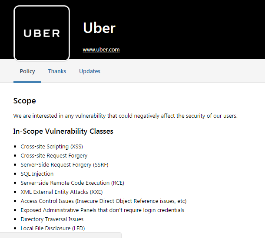 UBER
Uber
www.uber.com
Policy Thanks Updates
Scope
We are interested in any vulnerability that could negatively affect the security of our users.
In-Scope Vulnerability Classes
Cross-site Scripting (XSS)
Cross-site Request Forgery
Server-Side Request Forgery (SSRF)
SQL Injection
Server-side Remote Code Execution (RCE)
XML External Entity Attacks (XXE)
Access Control Issues (Insecure Direct Object Reference issues, etc)
Exposed Administrative Panels that don't require login credentials
Directory Traversal Issues
Local File Disclosure (LFD)